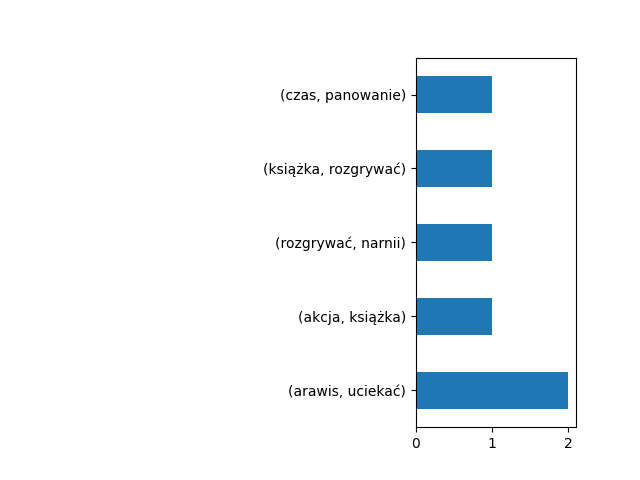 (czas, panowanie)
(książka, rozgrywać)
(rozgrywać, narnii)
(akcja, książka)
(arawis, uciekać)
0 1 2